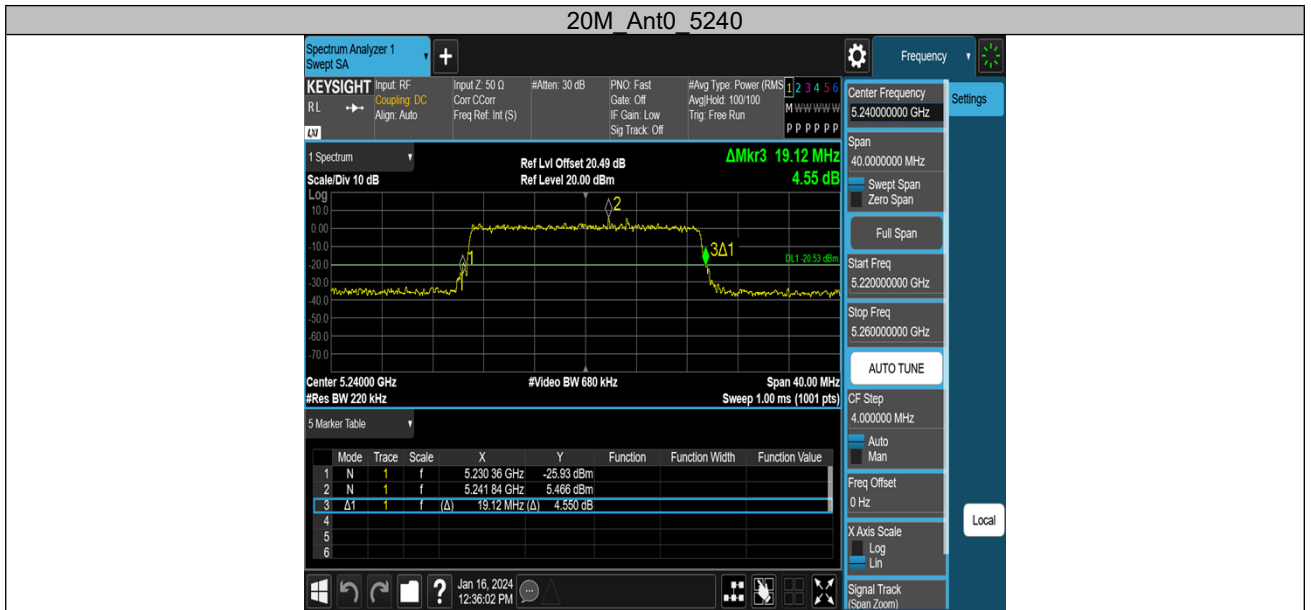 20M_Ant0_5240
Spectrum Analyzer 1
Swept SA
+
Frequency
KEYSIGHT
RL
LXI
Input: RF
Coupling: DC
Align: Auto
Input Z: 50 Ω
Corr CCorr
Freq Ref: Int (S)
#Atten: 30 dB
PNO: Fast
Gate: Off
IF Gain: Low
Sig Track: Off
#Avg Type: Power (RMS
Avg|Hold: 100/100
Trig: Free Run
1 2 3 4 5 6
M W W W W W
P P P P P P
1 Spectrum
Scale/Div 10 dB
Ref Lvl Offset 20.49 dB
Ref Level 20.00 dBm
ΔMkr3 19.12 MHz
4.55 dB
Log
10.0
0.00
-10.0
-20.0
-30.0
-40.0
-50.0
-60.0
-70.0
2
1
3Δ1
DL1 -20.53 dBm
Center 5.24000 GHz
#Video BW 680 kHz
Span 40.00 MHz
#Res BW 220 kHz
Sweep 1.00 ms (1001 pts)
5 Marker Table
Mode Trace Scale X Y Function Function Width Function Value
1 N 1 f 5.230 36 GHz -25.93 dBm
2 N 1 f 5.241 84 GHz 5.466 dBm
3 Δ1 1 f (Δ) 19.12 MHz (Δ) 4.550 dB
4
5
6
?
Jan 16, 2024
12:36:02 PM
Center Frequency
5.240000000 GHz
Settings
Span
40.0000000 MHz
Swept Span
Zero Span
Full Span
Start Freq
5.220000000 GHz
Stop Freq
5.260000000 GHz
AUTO TUNE
CF Step
4.000000 MHz
Auto
Man
Freq Offset
0 Hz
Local
X Axis Scale
Log
Lin
Signal Track
(Span Zoom)